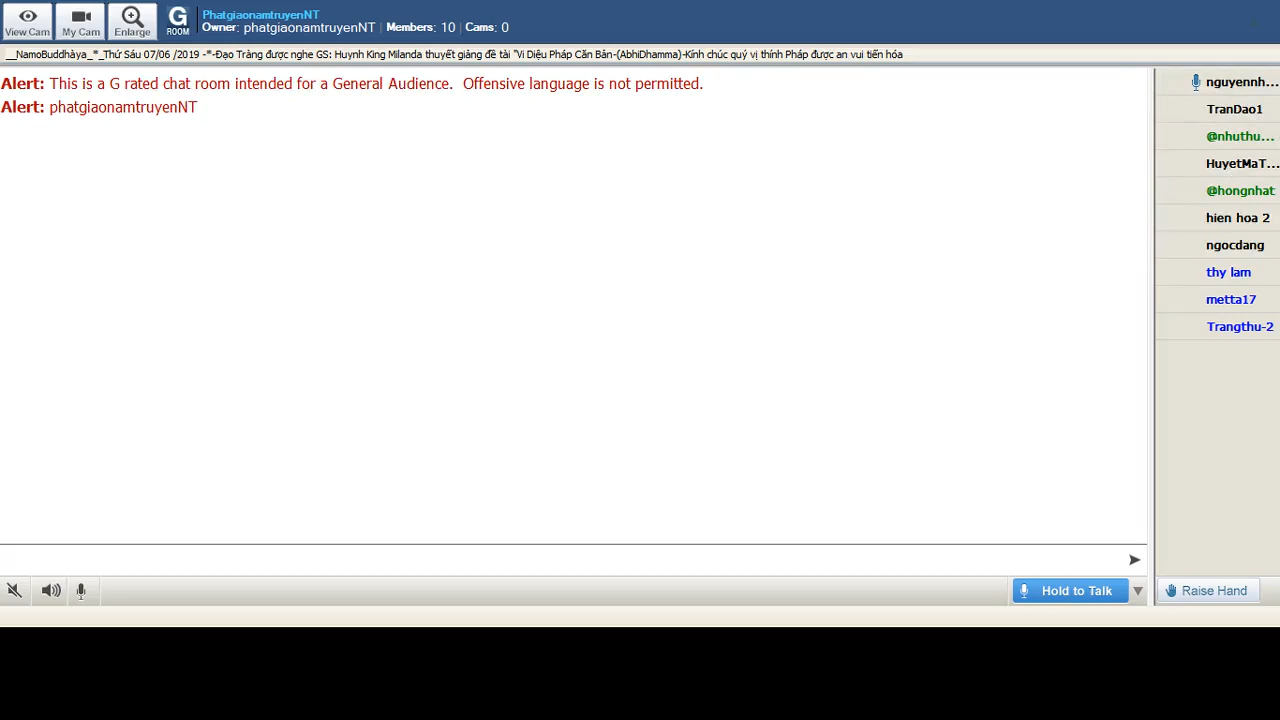 View Cam
My Cam
Enlarge
G
ROOM
PhatgiaonamtruyenNT
Owner: phatgiaonamtruyenNT | Members: 10 | Cams: 0
__NamoBuddhàya_*_Thứ Sáu 07/06 /2019 -*-Đạo Tràng được nghe GS: Huynh King Milanda thuyết giảng đề tài "Vi Diệu Pháp Căn Bản-(AbhiDhamma)-Kính chúc quý vị thính Pháp được an vui tiến hóa
Alert: This is a G rated chat room intended for a General Audience.  Offensive language is not permitted.
Alert: phatgiaonamtruyenNT
nguyennh...
TranDao1
@nhuthu...
HuyetMaT...
@hongnhat
hien hoa 2
ngocdang
thy lam
metta17
Trangthu-2
Hold to Talk
Raise Hand